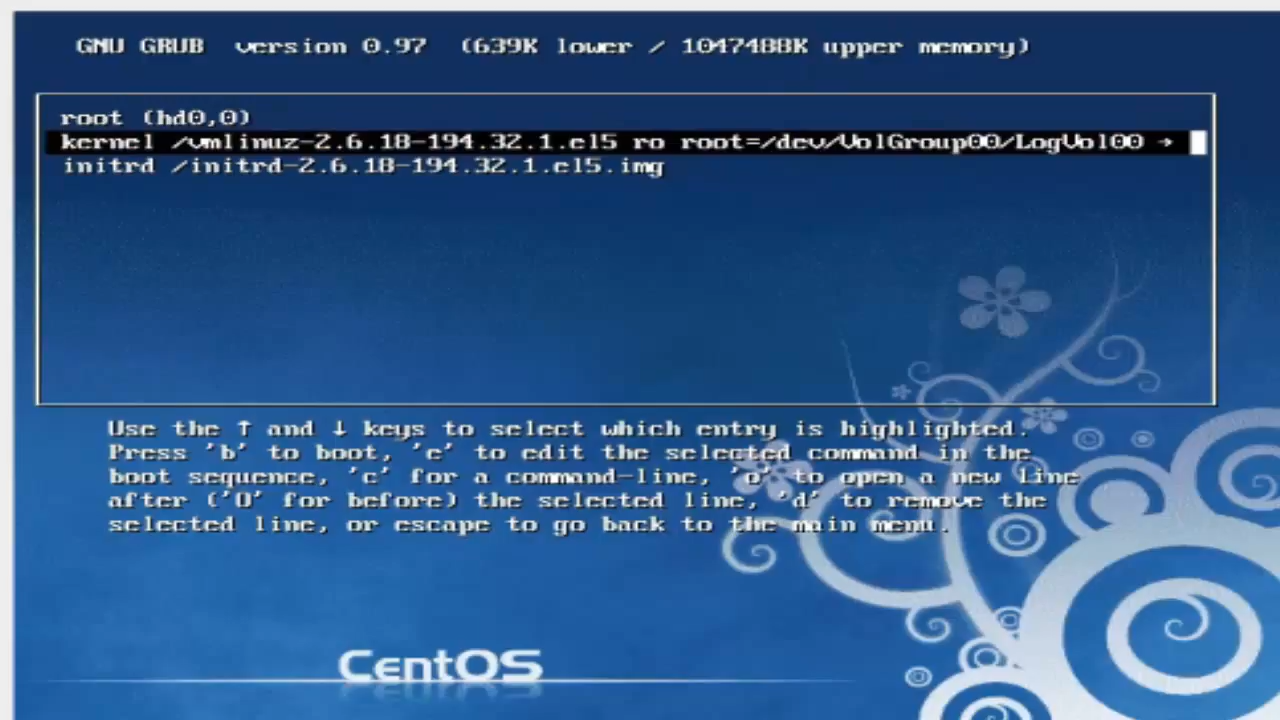 GNU GRUB  version 0.97  (639K lower / 1047488K upper memory)
root (hd0,0)
kernel /vmlinuz-2.6.18-194.32.1.el5 ro root=/dev/VolGroup00/LogVol00 →
initrd /initrd-2.6.18-194.32.1.el5.img
Use the ↑ and ↓ keys to select which entry is highlighted.
Press 'b' to boot, 'e' to edit the selected command in the
boot sequence, 'c' for a command-line, 'o' to open a new line
after ('O' for before) the selected line, 'd' to remove the
selected line, or escape to go back to the main menu.
CentOS